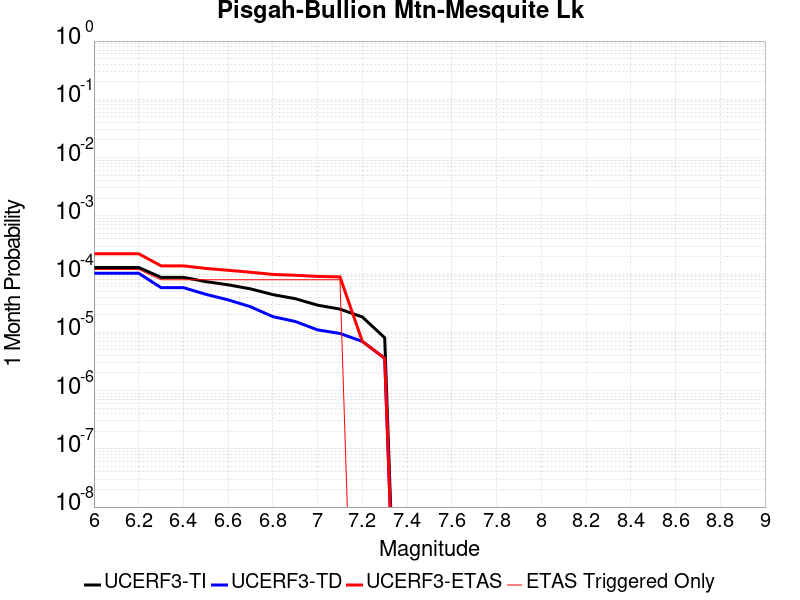 Pisgah-Bullion Mtn-Mesquite Lk
1 Month Probability
10^0
10^-1
10^-2
10^-3
10^-4
10^-5
10^-6
10^-7
10^-8
6 6.2 6.4 6.6 6.8 7 7.2 7.4 7.6 7.8 8 8.2 8.4 8.6 8.8 9
Magnitude
UCERF3-TI UCERF3-TD UCERF3-ETAS ETAS Triggered Only